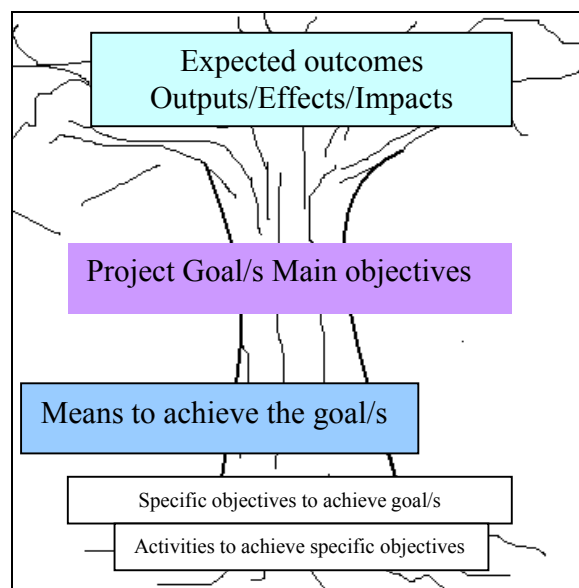 Expected outcomes
Outputs/Effects/Impacts
Project Goal/s Main objectives
Means to achieve the goal/s
Specific objectives to achieve goal/s
Activities to achieve specific objectives